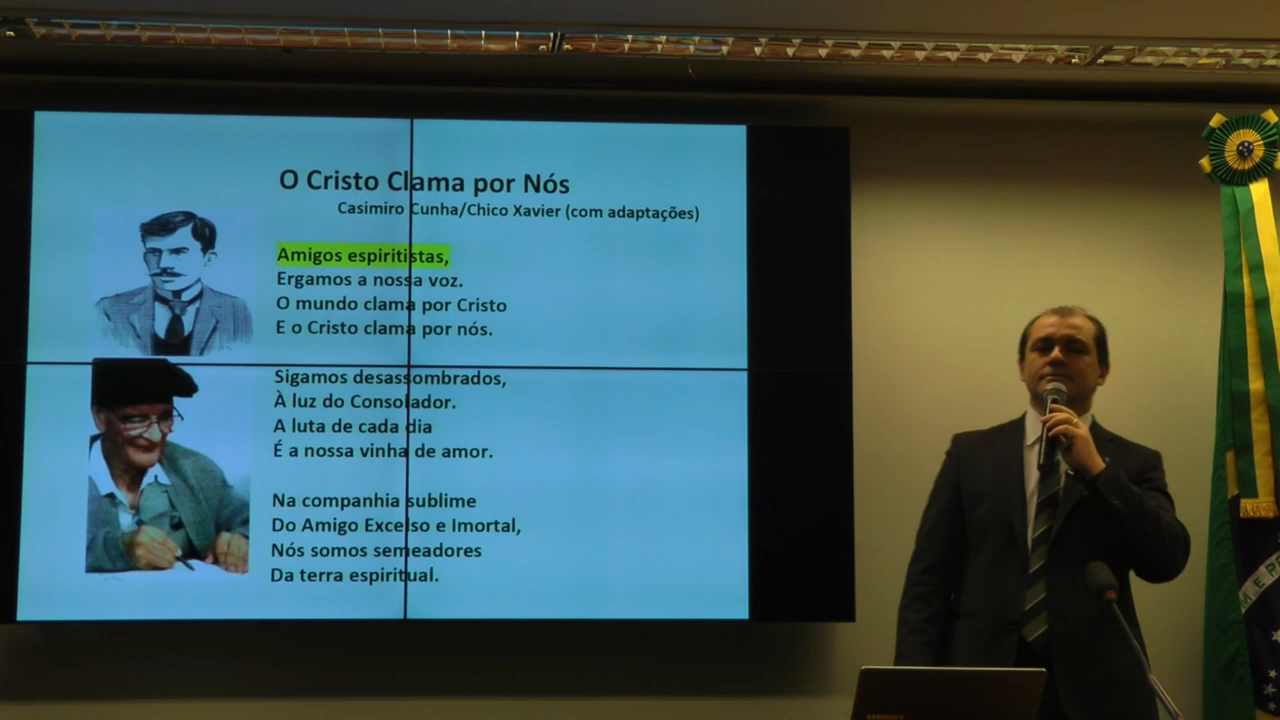 O Cristo Clama por Nós
Casimiro Cunha/Chico Xavier (com adaptações)
Amigos espiritistas,
Ergamos a nossa voz.
O mundo clama por Cristo
E o Cristo clama por nós.
Sigamos desassombrados,
À luz do Consolador.
A luta de cada dia
É a nossa vinha de amor.
Na companhia sublime
Do Amigo Excelso e Imortal,
Nós somos semeadores
Da terra espiritual.
M E P
SAMSUNG